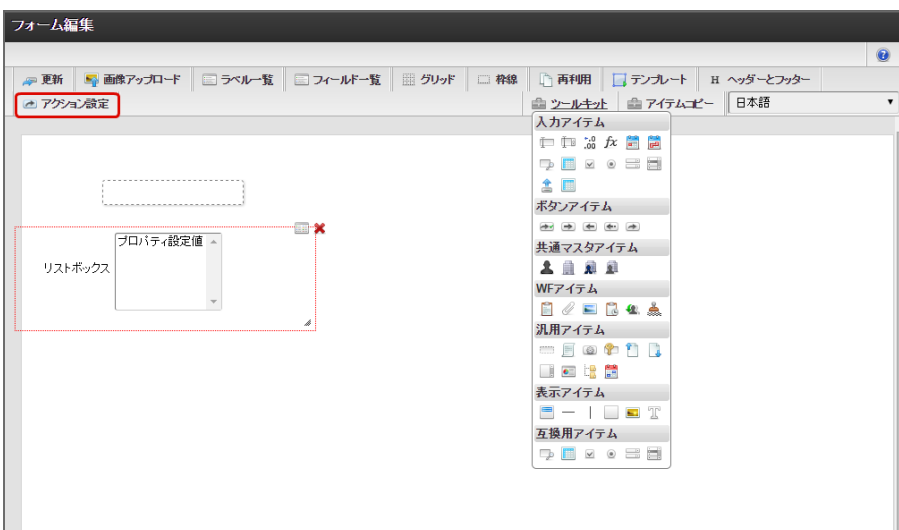 フォーム編集
更新 画像アップロード ラベル一覧 フィールド一覧 グリッド 枠線 再利用 テンプレート H ヘッダーとフッター
アクション設定 ツールキット アイテムコピー 日本語
入力アイテム
fx
ボタンアイテム
共通マスタアイテム
WFアイテム
汎用アイテム
表示アイテム
T
互換用アイテム
プロパティ設定値
リストボックス